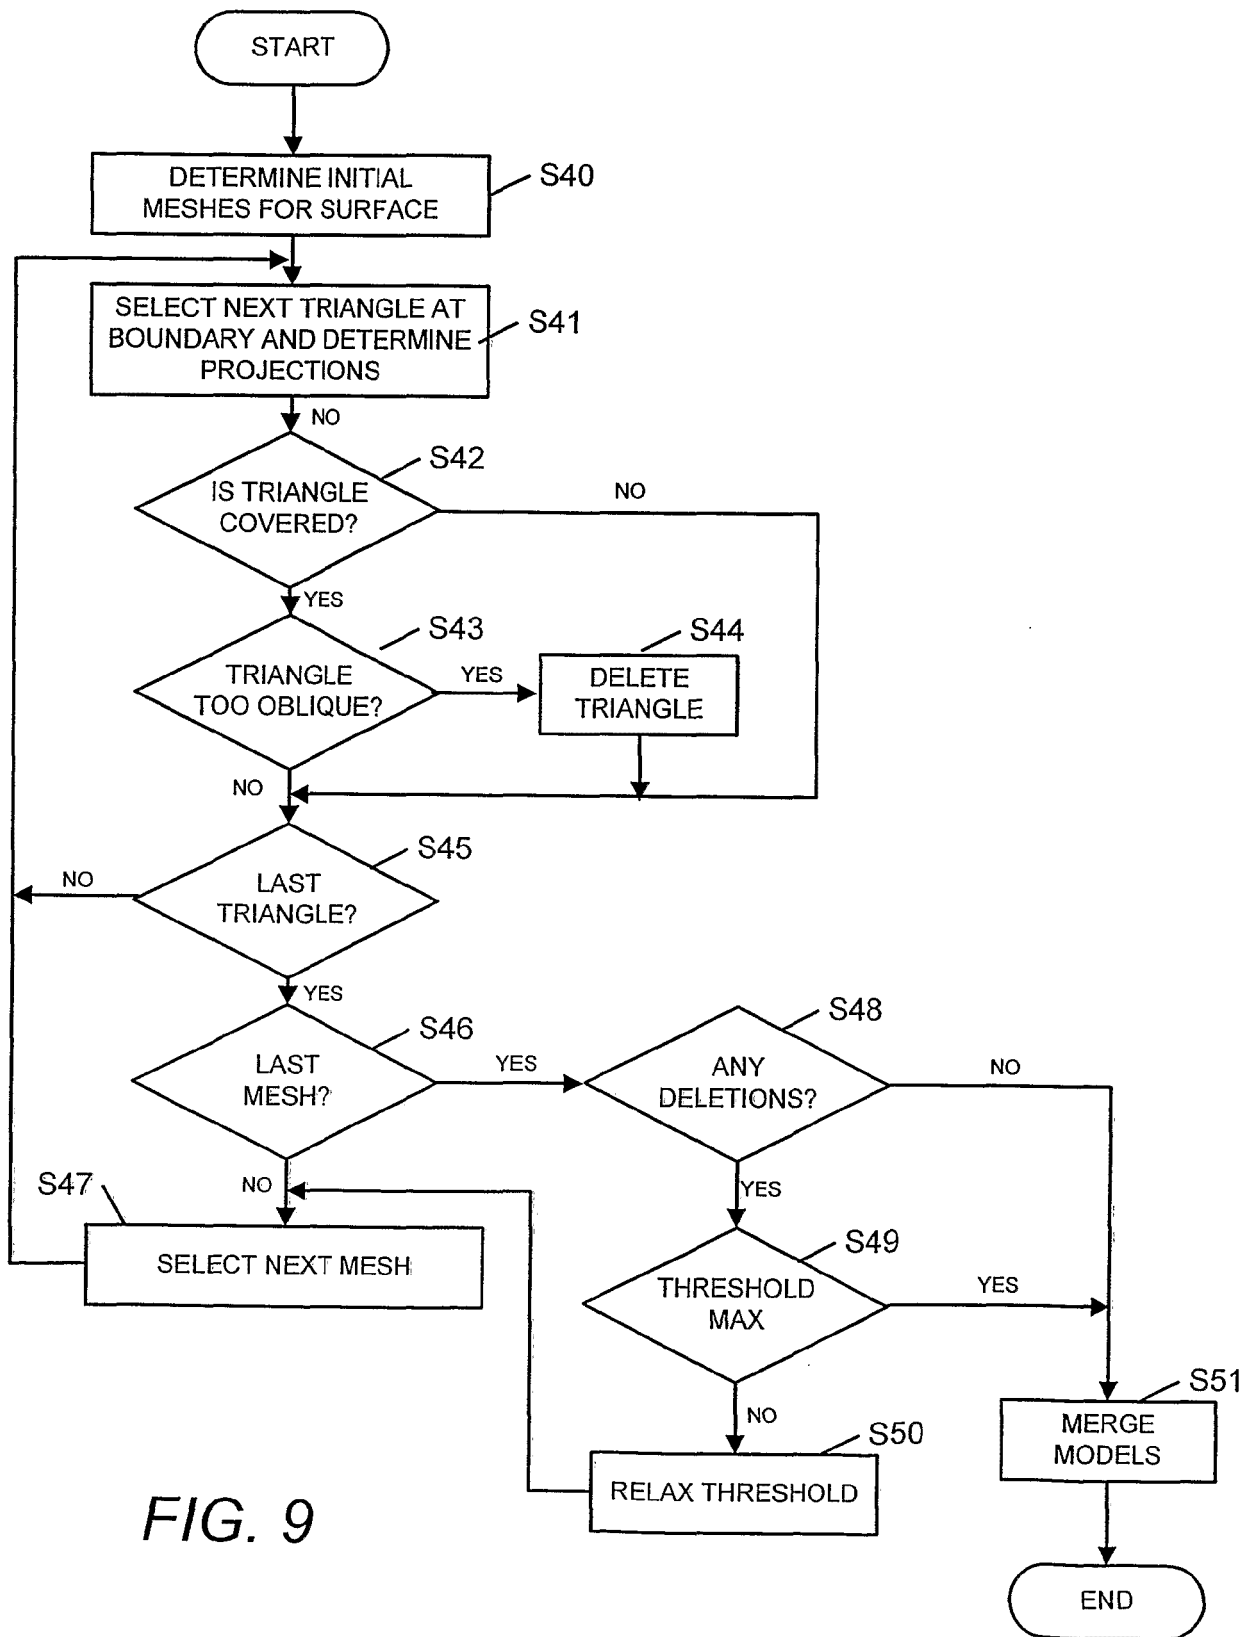 START
DETERMINE INITIAL
MESHES FOR SURFACE
S40
SELECT NEXT TRIANGLE AT
BOUNDARY AND DETERMINE
PROJECTIONS
S41
NO
S42
IS TRIANGLE
COVERED?
NO
YES
S43
TRIANGLE
TOO OBLIQUE?
YES
S44
DELETE
TRIANGLE
NO
S45
LAST
TRIANGLE?
NO
YES
S46
LAST
MESH?
YES
S48
ANY
DELETIONS?
NO
NO
S47
SELECT NEXT MESH
YES
S49
THRESHOLD
MAX
YES
NO
S50
RELAX THRESHOLD
S51
MERGE
MODELS
END
FIG. 9